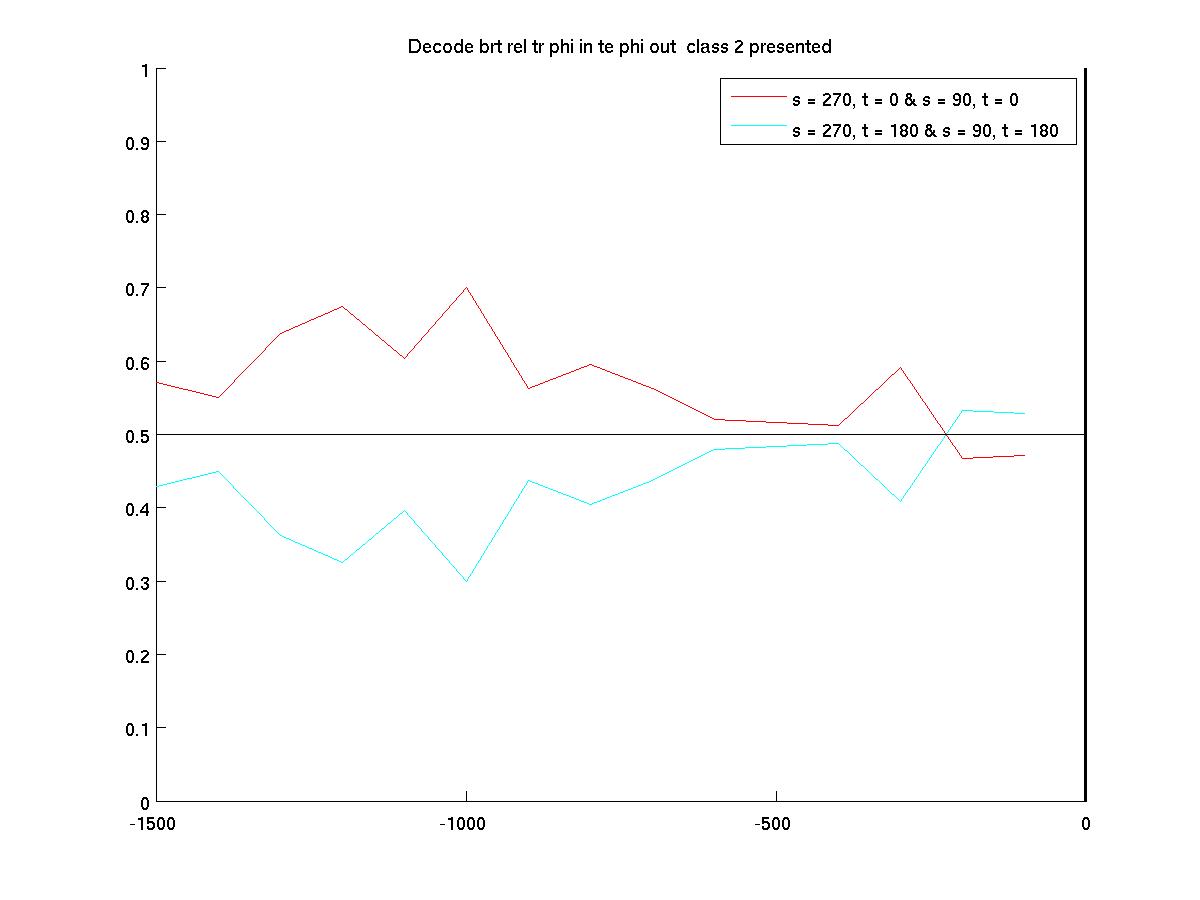 Decode brt rel tr phi in te phi out  class 2 presented
1
s = 270, t = 0 & s = 90, t = 0
s = 270, t = 180 & s = 90, t = 180
0.9
0.8
0.7
0.6
0.5
0.4
0.3
0.2
0.1
0
-1500 -1000 -500 0